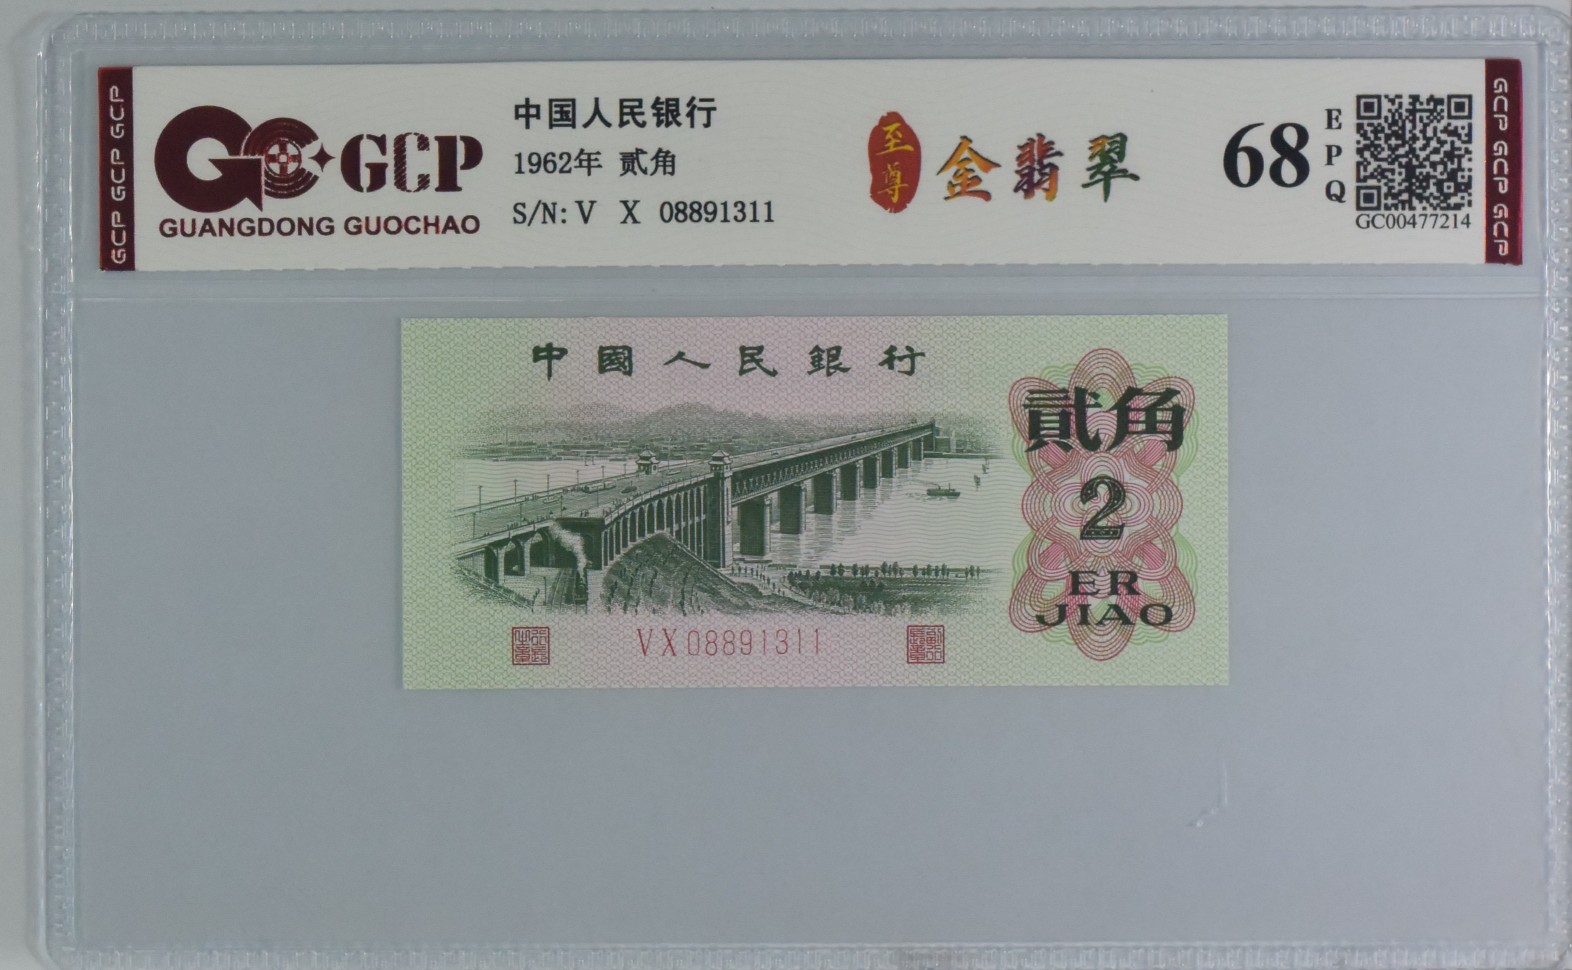 GCP GCP GCP
GCP
GUANGDONG GUOCHAO
中国人民银行
1962年 贰角
S/N: V X 08891311
至尊
金翡翠
68
EPQ
GC00477214
GCP GCP GCP
中國人民銀行
貳角
2
ER
JIAO
VX08891311